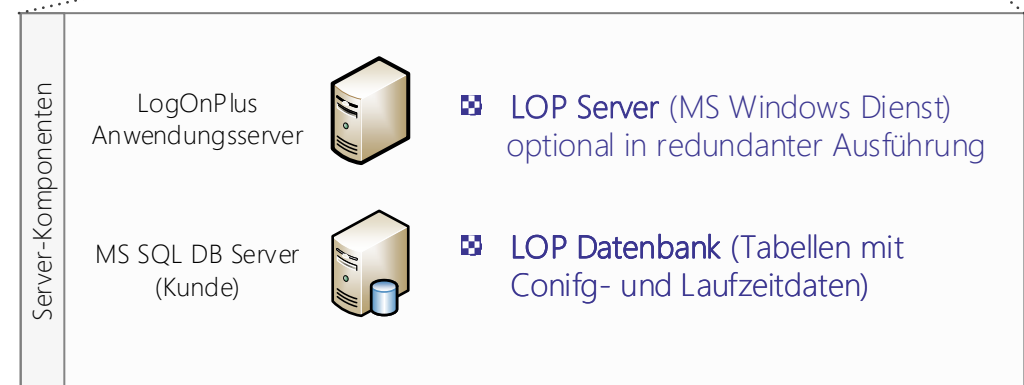 Server-Komponenten
LogOnPlus
Anwendungsserver
LOP Server (MS Windows Dienst)
optional in redundanter Ausführung
MS SQL DB Server
(Kunde)
LOP Datenbank (Tabellen mit
Conifg- und Laufzeitdaten)